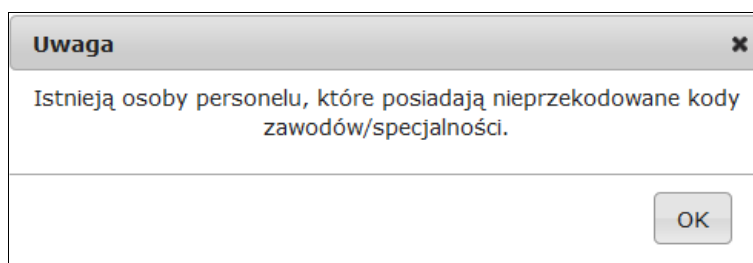 Uwaga
Istnieją osoby personelu, które posiadają nieprzekodowane kody
zawodów/specjalności.
OK